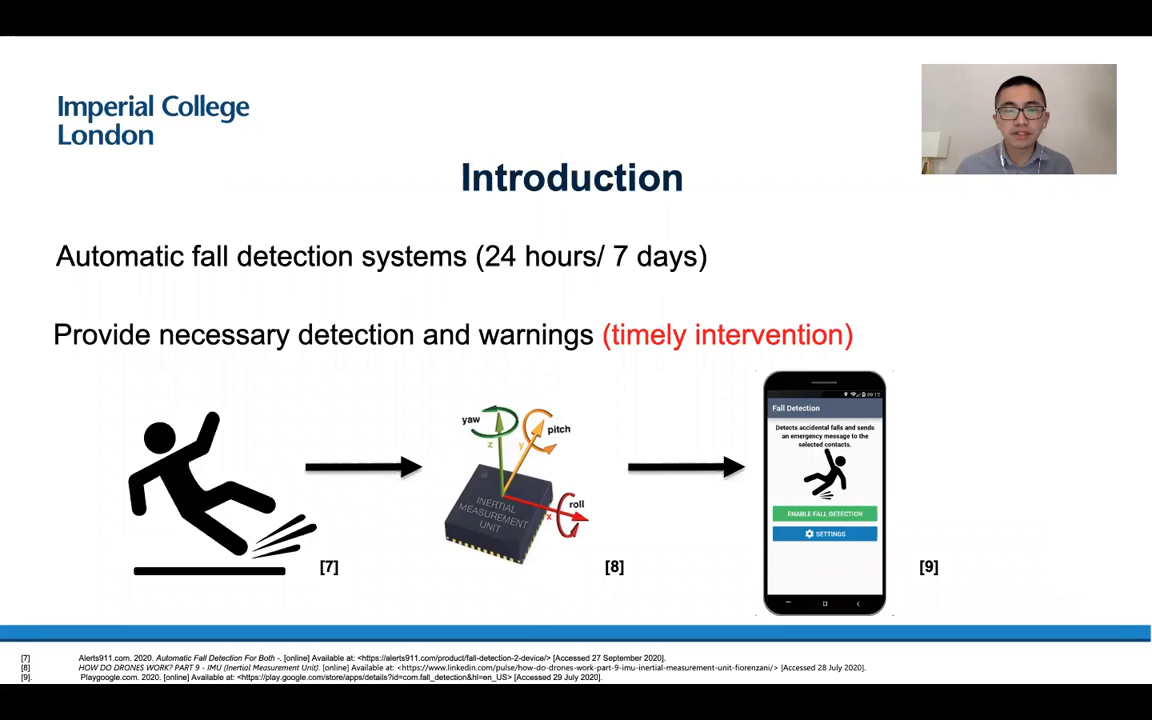 Imperial College
London
Introduction
Automatic fall detection systems (24 hours/ 7 days)
Provide necessary detection and warnings (timely intervention)
yaw
z
pitch
y
roll
x
INERTIAL
MEASUREMENT
UNIT
09:12
Fall Detection
Detects accidental falls and sends
an emergency message to the
selected contacts.
ENABLE FALL DETECTION
SETTINGS
[7]
[8]
[9]
[7] Alerts911.com. 2020. Automatic Fall Detection For Both -. [online] Available at: <https://alerts911.com/product/fall-detection-2-device/> [Accessed 27 September 2020].
[8] HOW DO DRONES WORK? PART 9 - IMU (Inertial Measurement Unit). [online] Available at: <https://www.linkedin.com/pulse/how-do-drones-work-part-9-imu-inertial-measurement-unit-fiorenzani/> [Accessed 28 July 2020].
[9]. Playgoogle.com. 2020. [online] Available at: <https://play.google.com/store/apps/details?id=com.fall_detection&hl=en_US> [Accessed 29 July 2020].